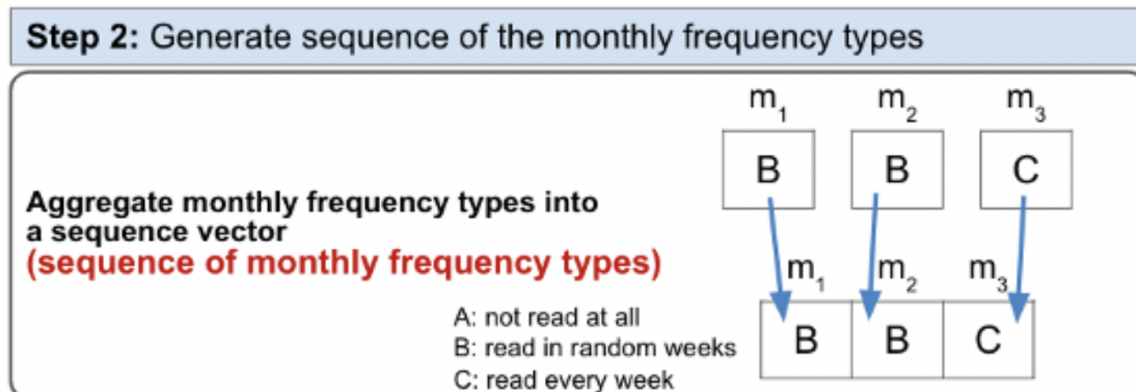 Step 2: Generate sequence of the monthly frequency types
m1 m2 m3
B B C
Aggregate monthly frequency types into
a sequence vector
(sequence of monthly frequency types)
m1 m2 m3
B B C
A: not read at all
B: read in random weeks
C: read every week